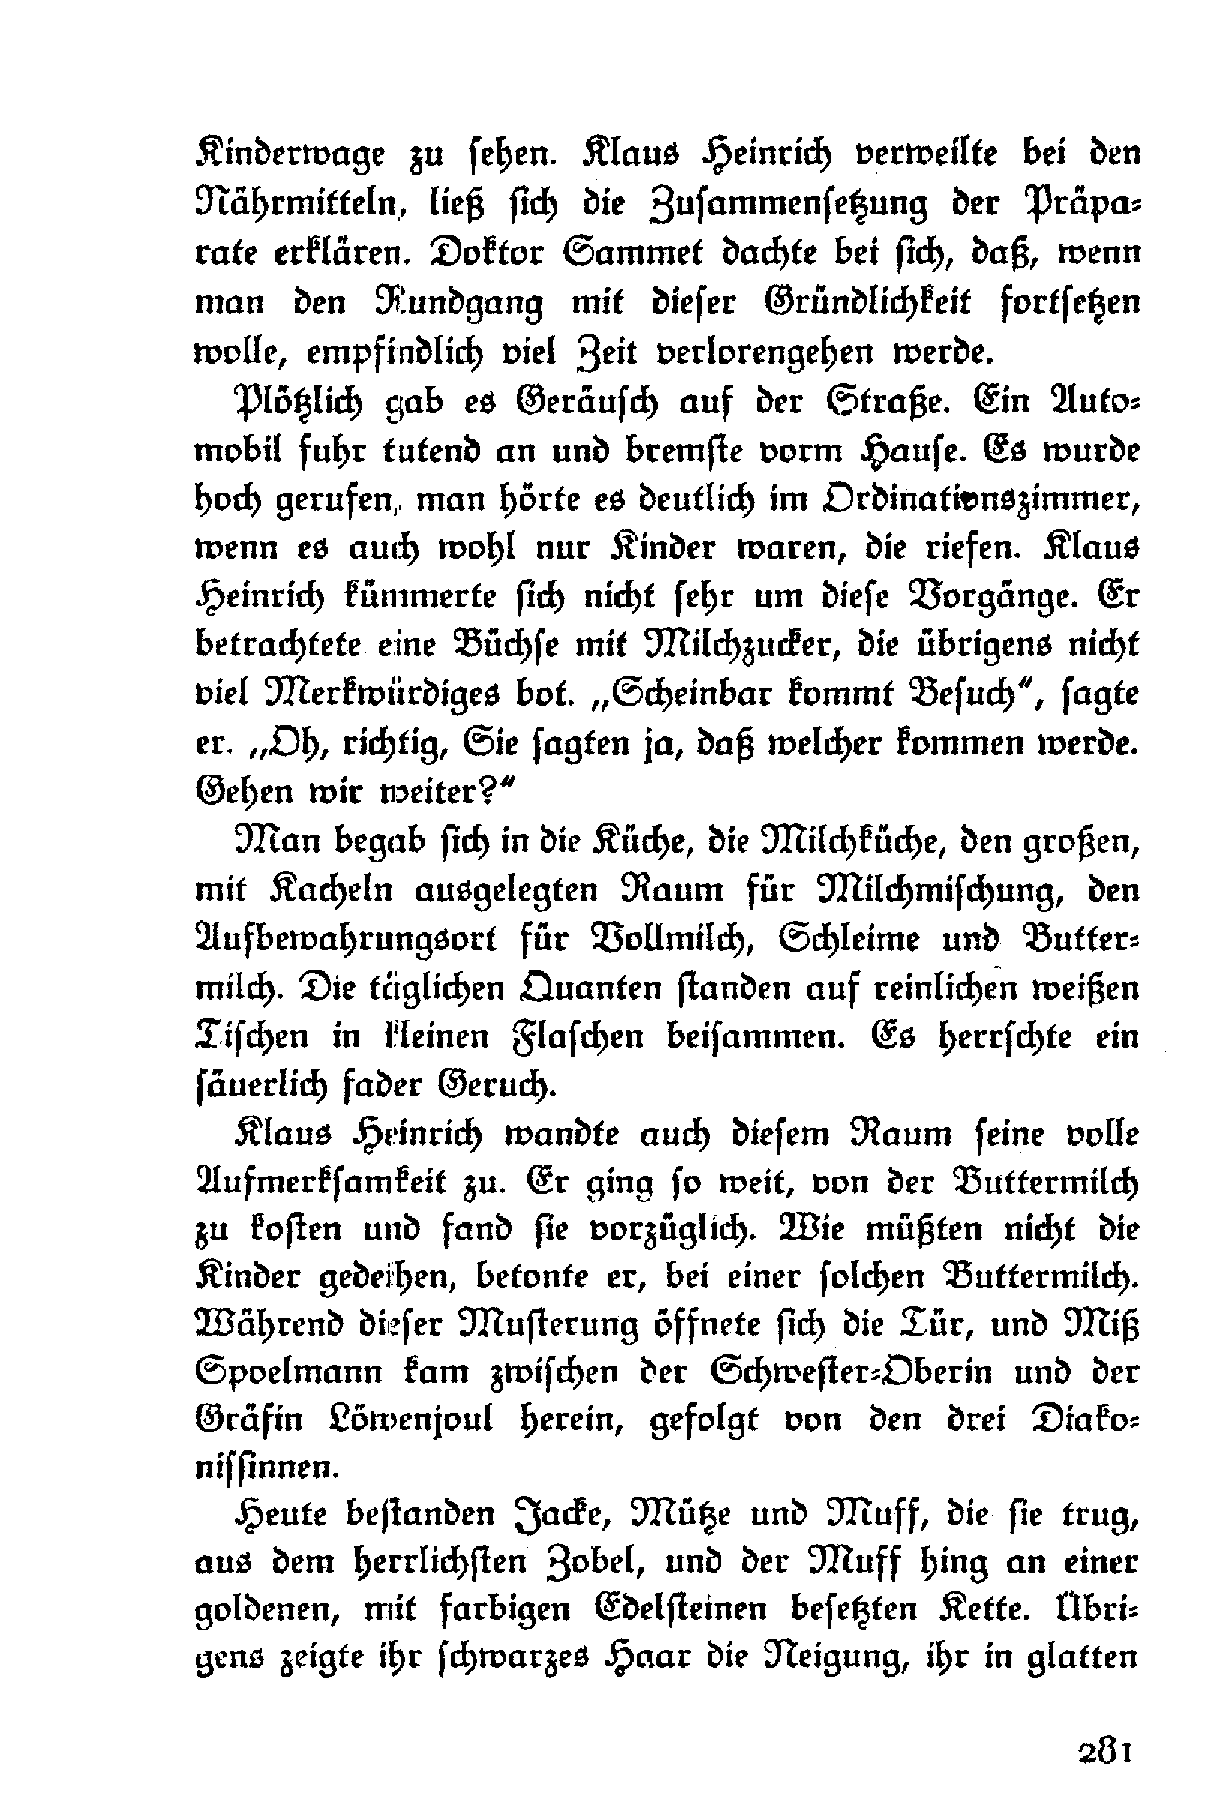 Kinderwage zu sehen. Klaus Heinrich verweilte bei den
Nährmitteln, ließ sich die Zusammensetzung der Präpa-
rate erklären. Doktor Sammet dachte bei sich, daß, wenn
man den Rundgang mit dieser Gründlichkeit fortsetzen
wolle, empfindlich viel Zeit verlorengehen werde.
Plötzlich gab es Geräusch auf der Straße. Ein Auto-
mobil fuhr tutend an und bremste vorm Hause. Es wurde
hoch gerufen, man hörte es deutlich im Ordinationszimmer,
wenn es auch wohl nur Kinder waren, die riefen. Klaus
Heinrich kümmerte sich nicht sehr um diese Vorgänge. Er
betrachtete eine Büchse mit Milchzucker, die übrigens nicht
viel Merkwürdiges bot. „Scheinbar kommt Besuch“, sagte
er. „Oh, richtig, Sie sagten ja, daß welcher kommen werde.
Gehen wir weiter?“
Man begab sich in die Küche, die Milchküche, den großen,
mit Kacheln ausgelegten Raum für Milchmischung, den
Aufbewahrungsort für Vollmilch, Schleime und Butter-
milch. Die täglichen Quanten standen auf reinlichen weißen
Tischen in kleinen Flaschen beisammen. Es herrschte ein
säuerlich fader Geruch.
Klaus Heinrich wandte auch diesem Raum seine volle
Aufmerksamkeit zu. Er ging so weit, von der Buttermilch
zu kosten und fand sie vorzüglich. Wie müßten nicht die
Kinder gedeihen, betonte er, bei einer solchen Buttermilch.
Während dieser Musterung öffnete sich die Tür, und Miß
Spoelmann kam zwischen der Schwester-Oberin und der
Gräfin Löwenjoul herein, gefolgt von den drei Diako-
nissinnen.
Heute bestanden Jacke, Mütze und Muff, die sie trug,
aus dem herrlichsten Zobel, und der Muff hing an einer
goldenen, mit farbigen Edelsteinen besetzten Kette. Übri-
gens zeigte ihr schwarzes Haar die Neigung, ihr in glatten
281